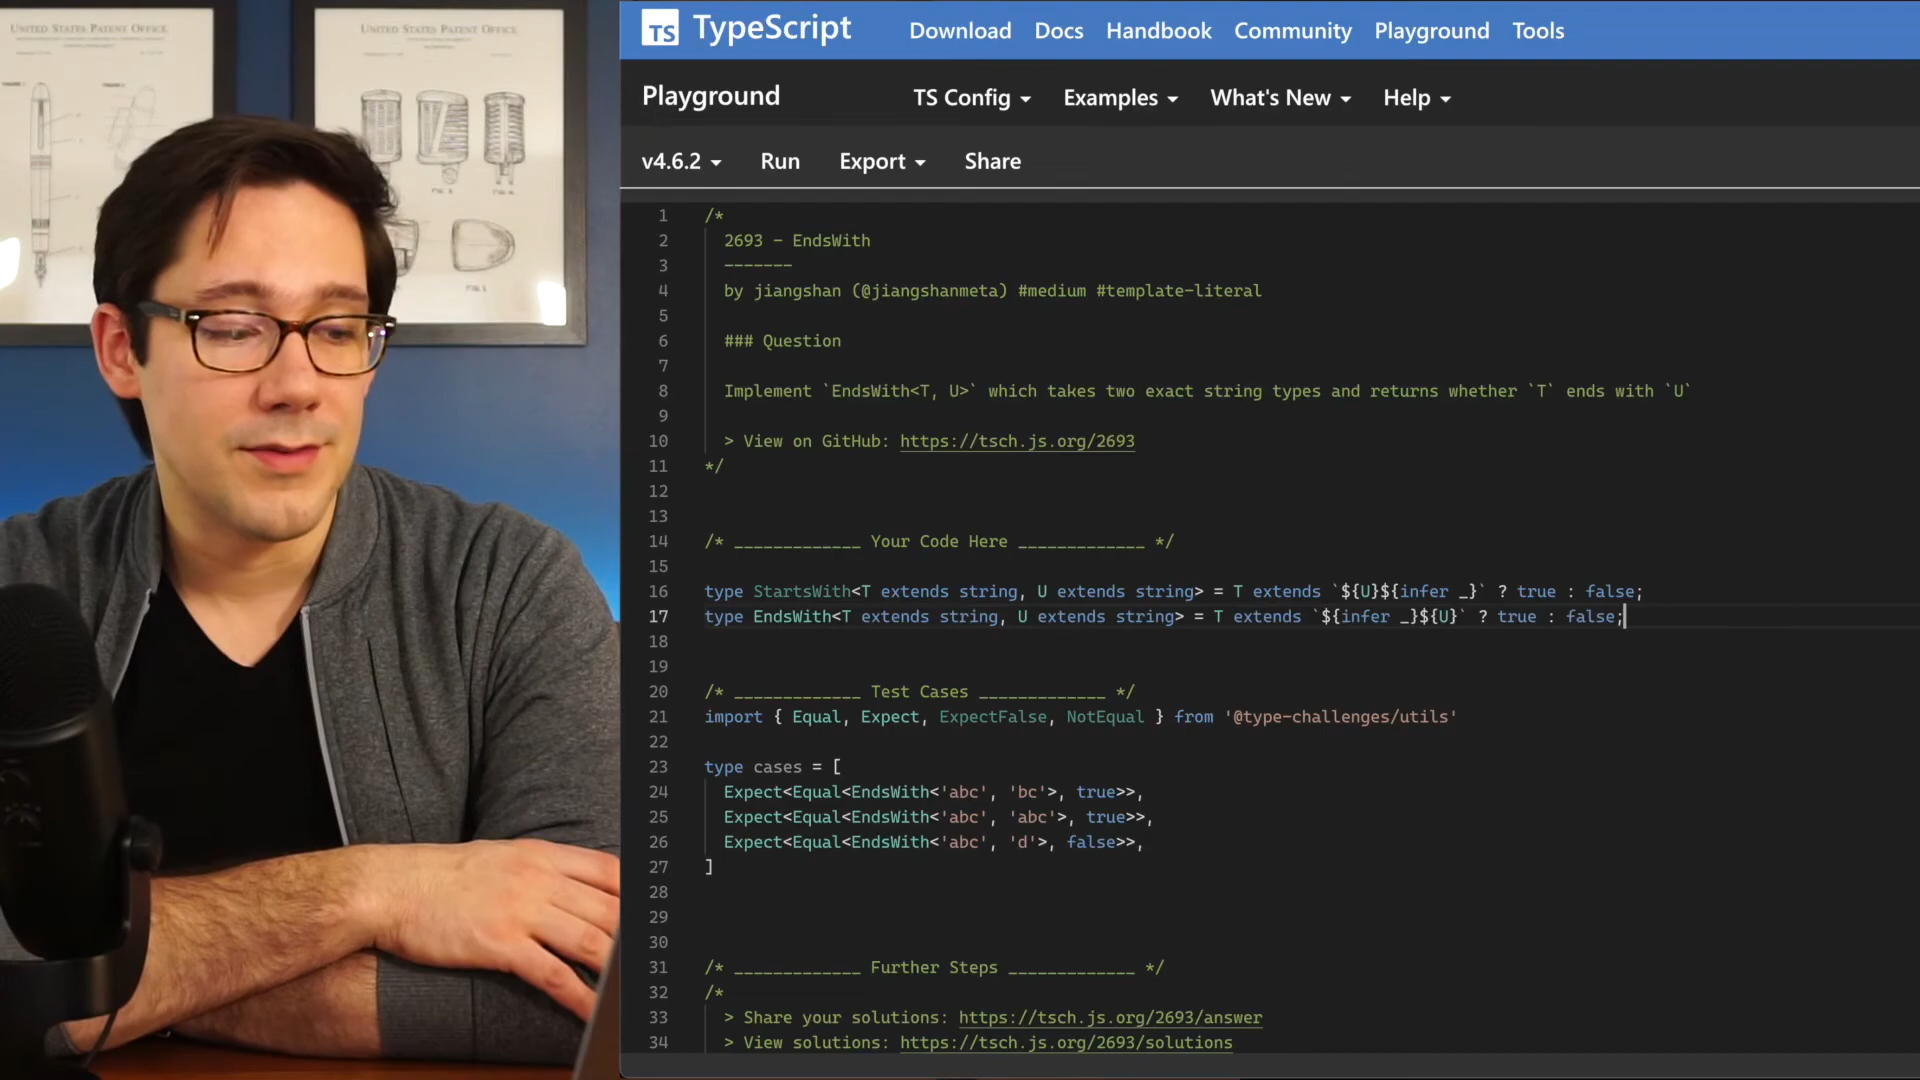 UNITED STATES PATENT OFFICE
UNITED STATES PATENT OFFICE
TS TypeScript
Download Docs Handbook Community Playground Tools
Playground
TS Config Examples What's New Help
v4.6.2 Run Export Share
1 /*
2 2693 - EndsWith
3 -------
4 by jiangshan (@jiangshanmeta) #medium #template-literal
5
6 ### Question
7
8 Implement `EndsWith<T, U>` which takes two exact string types and returns whether `T` ends with `U`
9
10 > View on GitHub: https://tsch.js.org/2693
11 */
12
13
14 /* _____________ Your Code Here _____________ */
15
16 type StartsWith<T extends string, U extends string> = T extends `${U}${infer _}` ? true : false;
17 type EndsWith<T extends string, U extends string> = T extends `${infer _}${U}` ? true : false;
18
19
20 /* _____________ Test Cases _____________ */
21 import { Equal, Expect, ExpectFalse, NotEqual } from '@type-challenges/utils'
22
23 type cases = [
24 Expect<Equal<EndsWith<'abc', 'bc'>, true>>,
25 Expect<Equal<EndsWith<'abc', 'abc'>, true>>,
26 Expect<Equal<EndsWith<'abc', 'd'>, false>>,
27 ]
28
29
30
31 /* _____________ Further Steps _____________ */
32 /*
33 > Share your solutions: https://tsch.js.org/2693/answer
34 > View solutions: https://tsch.js.org/2693/solutions